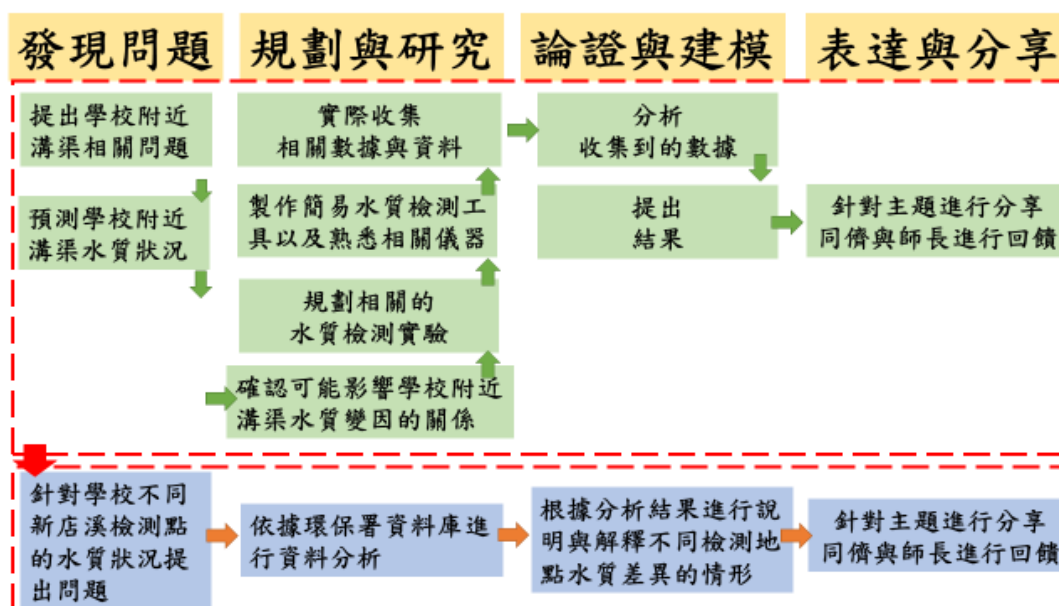 發現問題
規劃與研究
論證與建模
表達與分享
提出學校附近
溝渠相關問題
預測學校附近
溝渠水質狀況
實際收集
相關數據與資料
製作簡易水質檢測工
具以及熟悉相關儀器
規劃相關的
水質檢測實驗
確認可能影響學校附近
溝渠水質變因的關係
分析
收集到的數據
提出
結果
針對主題進行分享
同儕與師長進行回饋
針對學校不同
新店溪檢測點
的水質狀況提
出問題
依據環保署資料庫進
行資料分析
根據分析結果進行說
明與解釋不同檢測地
點水質差異的情形
針對主題進行分享
同儕與師長進行回饋